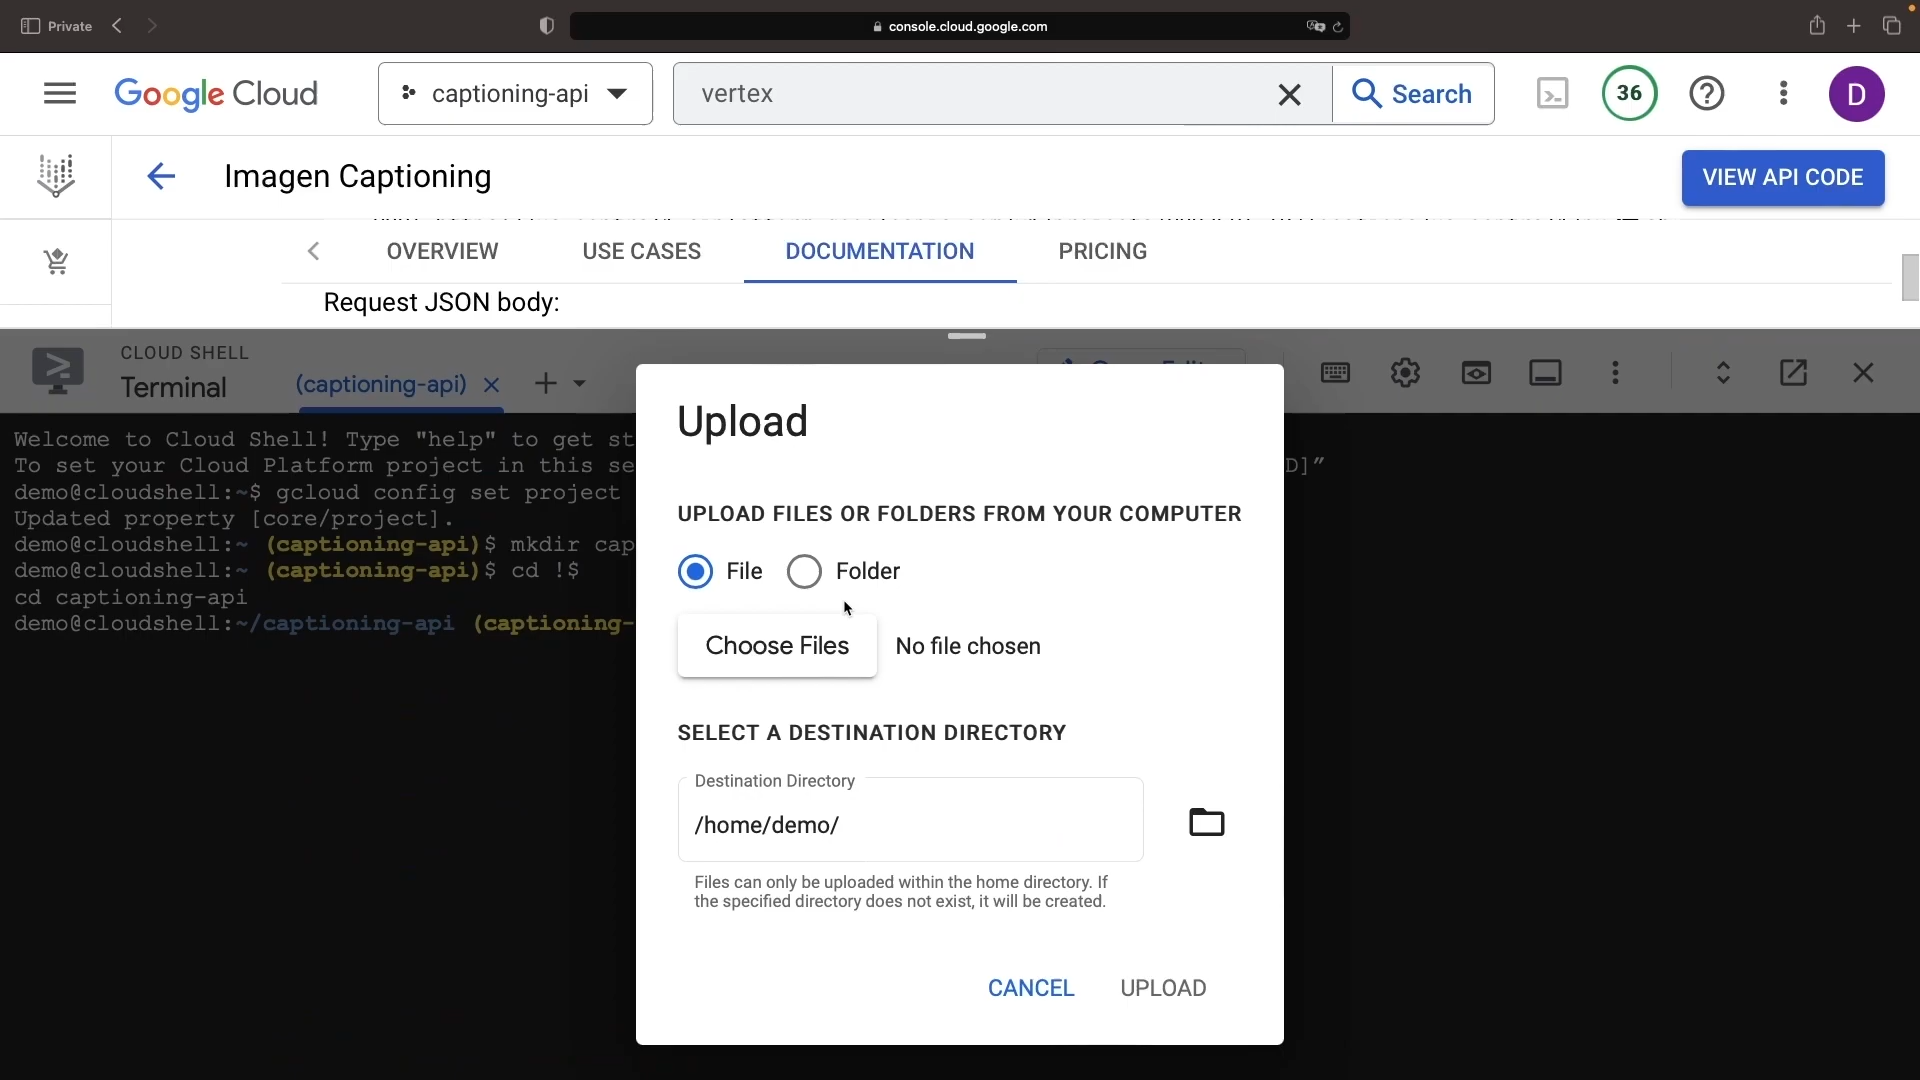 Private
console.cloud.google.com
Google Cloud
captioning-api
vertex
Search
36
D
Imagen Captioning
VIEW API CODE
OVERVIEW
USE CASES
DOCUMENTATION
PRICING
Request JSON body:
CLOUD SHELL
Terminal
(captioning-api)
Welcome to Cloud Shell! Type "help" to get st
To set your Cloud Platform project in this se
D]”
demo@cloudshell:~$ gcloud config set project
Updated property [core/project].
demo@cloudshell:~ (captioning-api)$ mkdir cap
demo@cloudshell:~ (captioning-api)$ cd !$
cd captioning-api
demo@cloudshell:~/captioning-api (captioning-
Upload
UPLOAD FILES OR FOLDERS FROM YOUR COMPUTER
File
Folder
Choose Files
No file chosen
SELECT A DESTINATION DIRECTORY
Destination Directory
/home/demo/
Files can only be uploaded within the home directory. If
the specified directory does not exist, it will be created.
CANCEL
UPLOAD